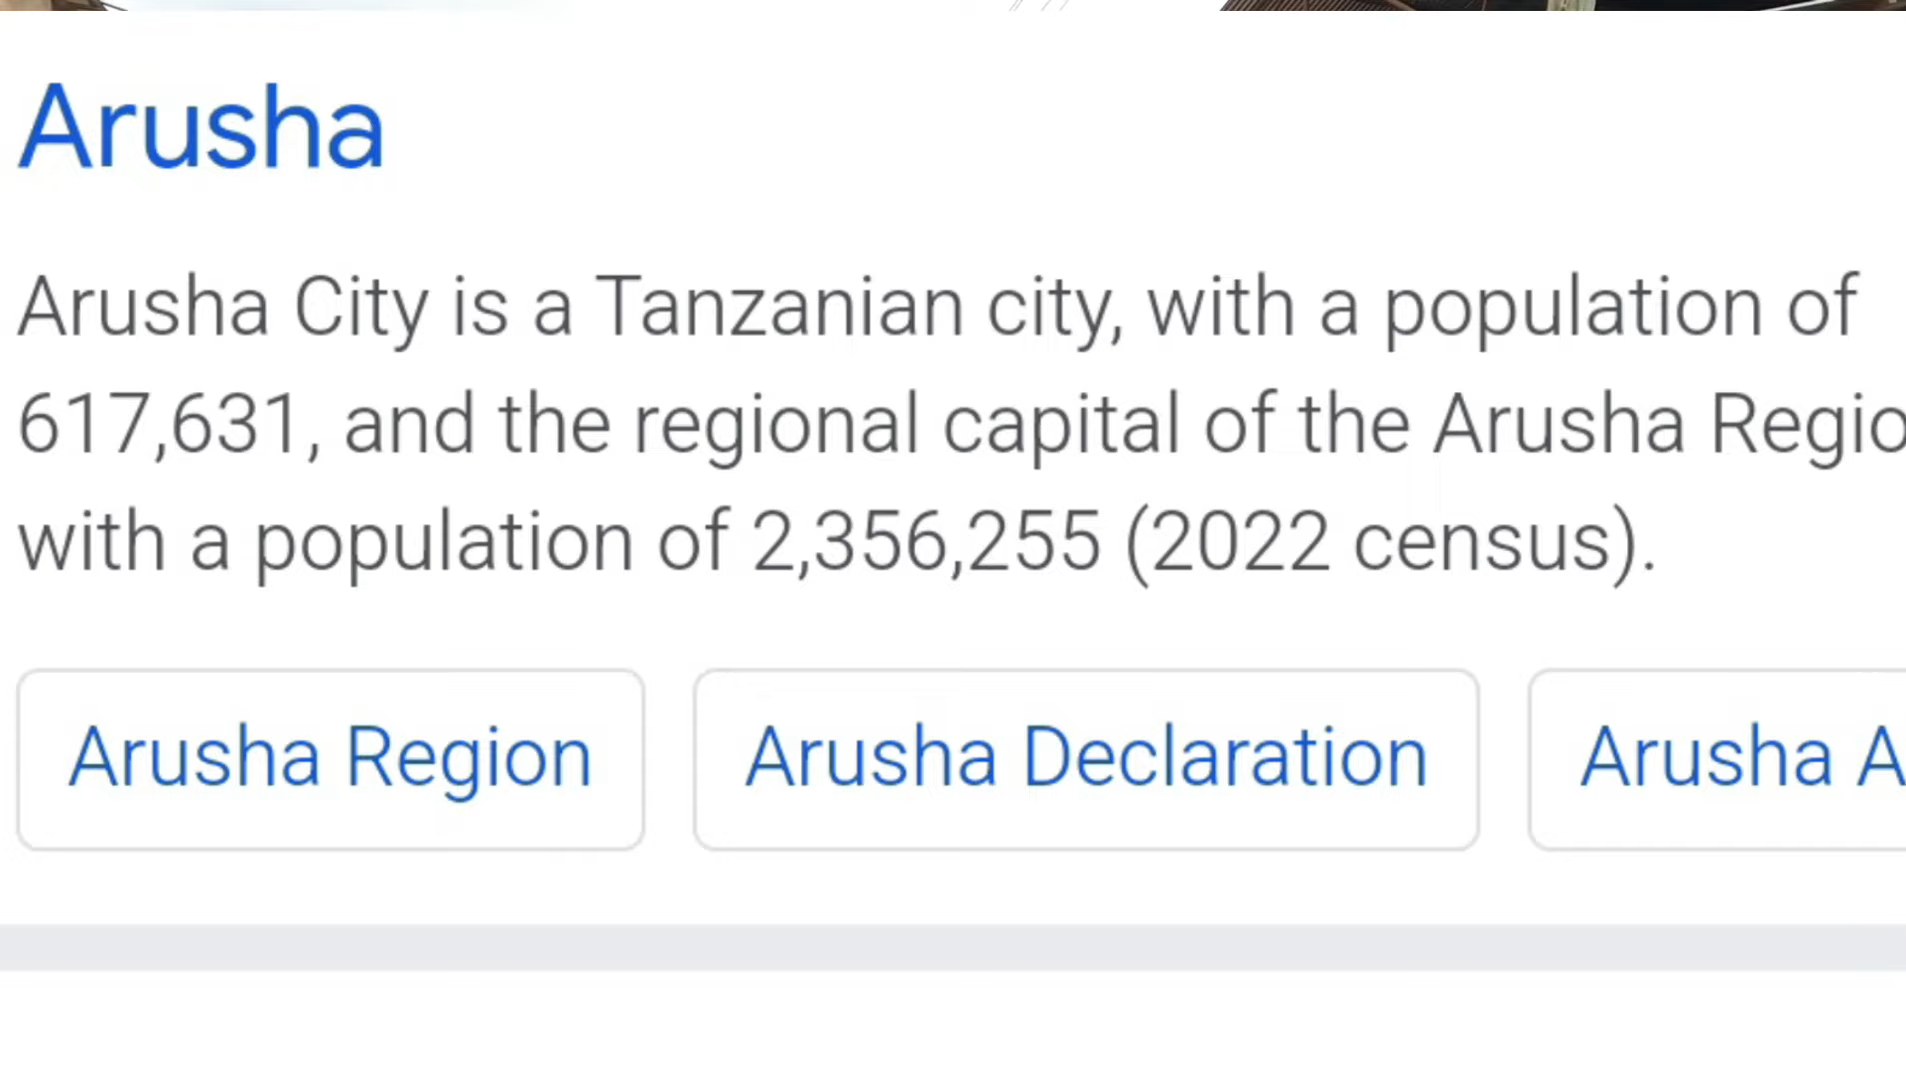 Arusha
Arusha City is a Tanzanian city, with a population of
617,631, and the regional capital of the Arusha Regio
with a population of 2,356,255 (2022 census).
Arusha Region
Arusha Declaration
Arusha A